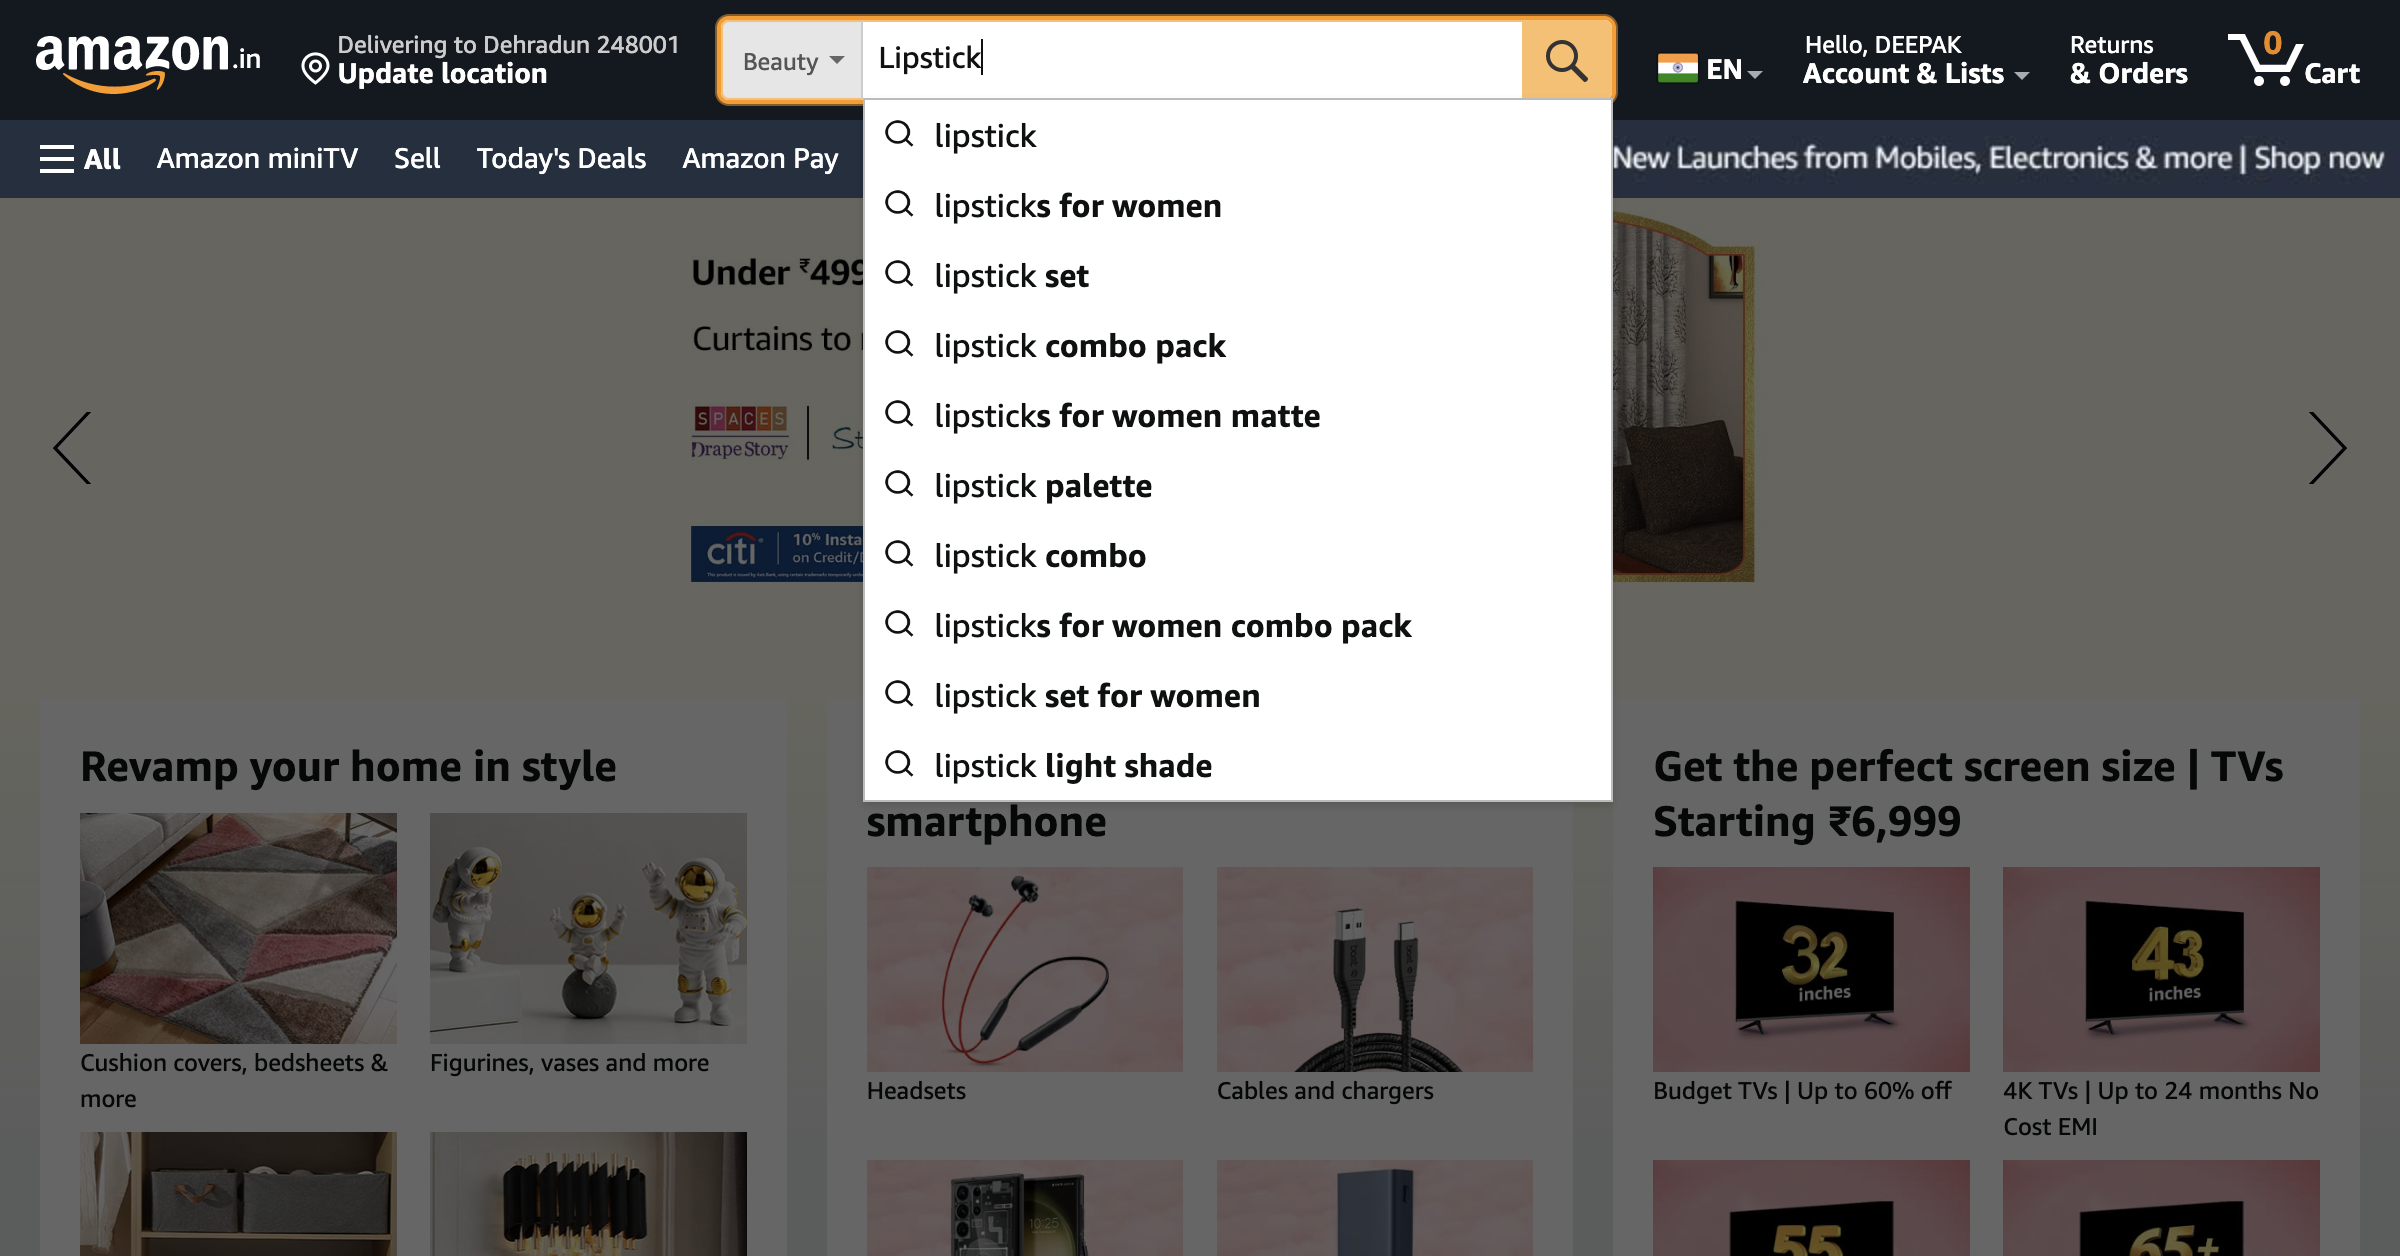 amazon.in
Delivering to Dehradun 248001
Update location
Beauty
Lipstick
EN
Hello, DEEPAK
Account & Lists
Returns
& Orders
0
Cart
All
Amazon miniTV
Sell
Today's Deals
Amazon Pay
New Launches from Mobiles, Electronics & more | Shop now
lipstick
lipsticks for women
lipstick set
lipstick combo pack
lipsticks for women matte
lipstick palette
lipstick combo
lipsticks for women combo pack
lipstick set for women
lipstick light shade
Under ₹499
Curtains to
SPACES
Drape Story
citi
10% Insta
on Credit/
Revamp your home in style
Cushion covers, bedsheets &
more
Figurines, vases and more
smartphone
Headsets
boat
Cables and chargers
10:25
Get the perfect screen size | TVs
Starting ₹6,999
32
inches
Budget TVs | Up to 60% off
43
inches
4K TVs | Up to 24 months No
Cost EMI
55
65+